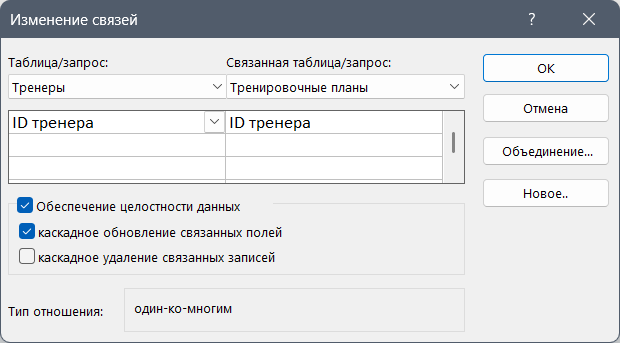 Изменение связей ?
Таблица/запрос: Связанная таблица/запрос:
Тренеры Тренировочные планы
ID тренера ID тренера
Обеспечение целостности данных
каскадное обновление связанных полей
каскадное удаление связанных записей
Тип отношения: один-ко-многим
ОК
Отмена
Объединение...
Новое..